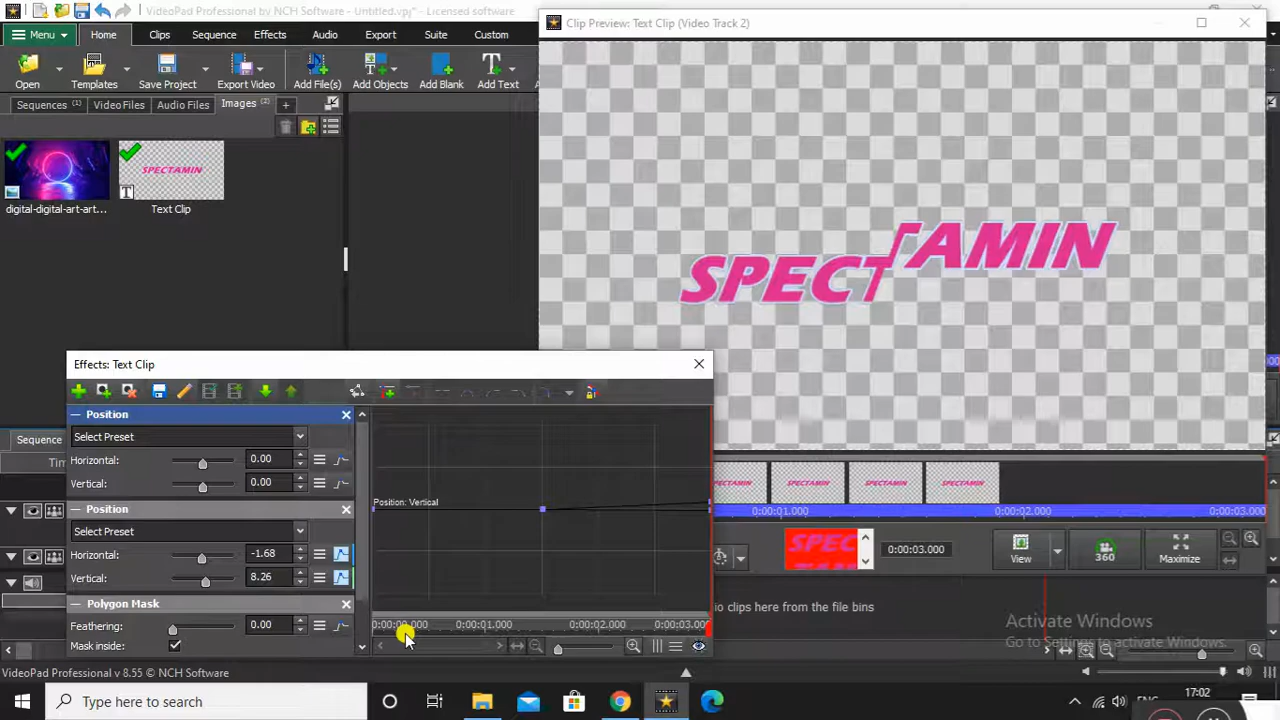 VideoPad Professional by NCH Software - Untitled.vpj* - Licensed software
Clip Preview: Text Clip (Video Track 2)
Menu Home Clips Sequence Effects Audio Export Suite Custom
Open Templates Save Project Export Video Add File(s) Add Objects Add Blank Add Text
Sequences (1) Video Files Audio Files Images (2) +
SPECTAMIN
T
digital-digital-art-art... Text Clip
SPECTAMIN
Effects: Text Clip
Position
Select Preset
Horizontal: 0.00
Vertical: 0.00
Position
Select Preset
Horizontal: -1.68
Vertical: 8.26
Polygon Mask
Feathering: 0.00
Mask inside:
Position: Vertical
0:00:00.000 0:00:01.000 0:00:02.000 0:00:03.000
Sequence
SPECTAMIN SPECTAMIN SPECTAMIN
0:00:01.000 0:00:02.000 0:00:03.000
SPEC
0:00:03.000
View 360 Maximize
io clips here from the file bins
Activate Windows
Go to Settings to activate Windows.
VideoPad Professional v 8.55 © NCH Software
Type here to search
17:02